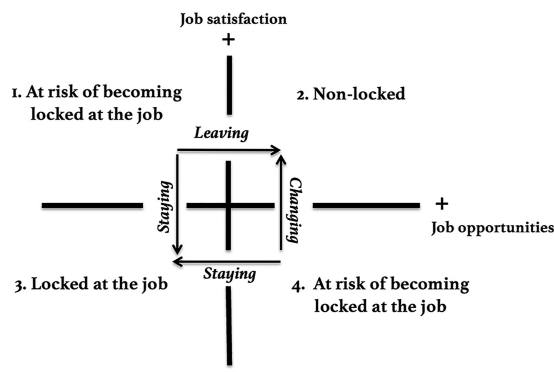 Job satisfaction
+
1. At risk of becoming
locked at the job
2. Non-locked
Leaving
Staying
Changing
+
Job opportunities
Staying
3. Locked at the job
4. At risk of becoming
locked at the job